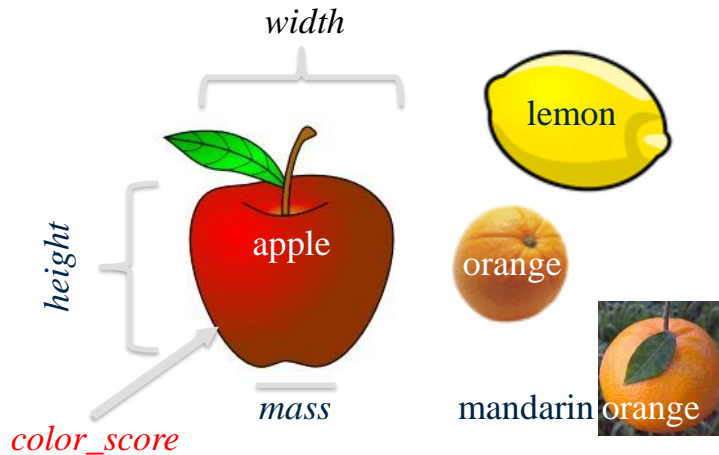 width
lemon
height
apple
orange
mass
mandarin orange
color_score